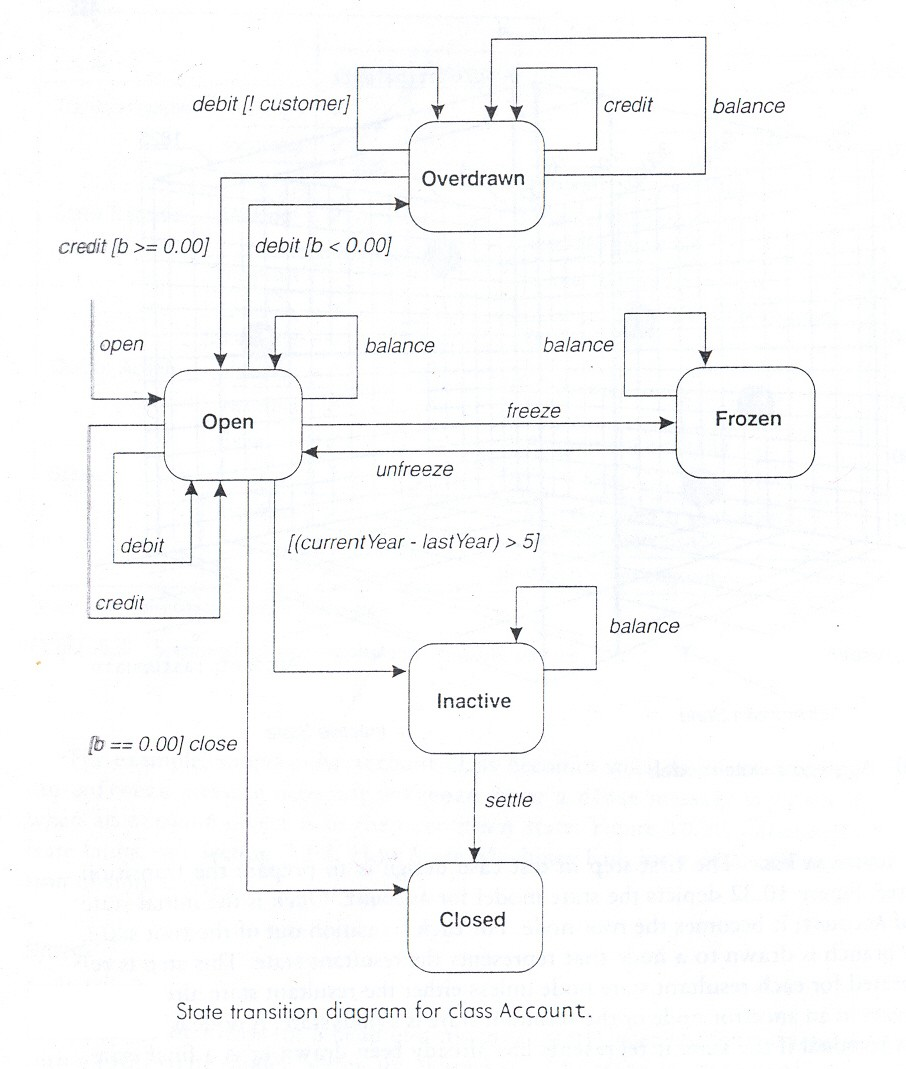 debit [! customer]
credit
balance
Overdrawn
credit [b >= 0.00]
debit [b < 0.00]
open
balance
balance
Open
freeze
Frozen
unfreeze
debit
[(currentYear - lastYear) > 5]
credit
balance
Inactive
[b == 0.00] close
settle
Closed
State transition diagram for class Account.